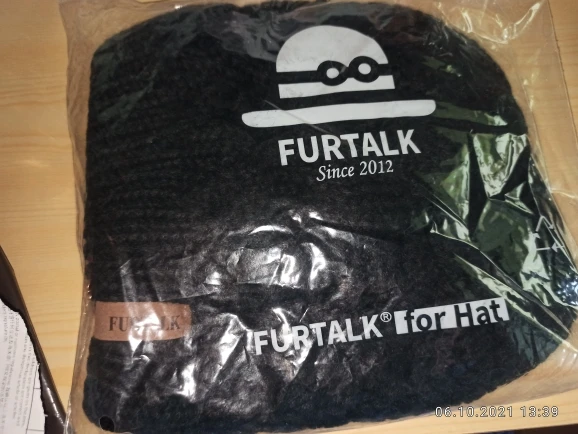 FURTALK
Since 2012
FURTALK
FURTALK® for Hat
06.10.2021 13:39